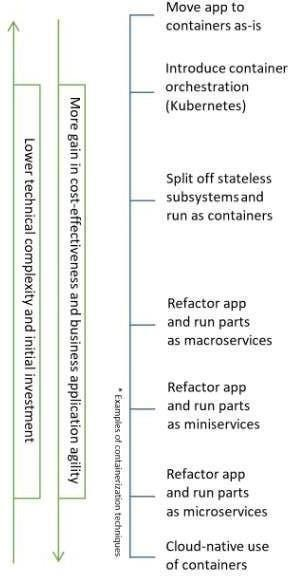 Move app to
containers as-is
Introduce container
orchestration
(Kubernetes)
Split off stateless
subsystems and
run as containers
Refactor app
and run parts
as macroservices
Refactor app
and run parts
as miniservices
Refactor app
and run parts
as microservices
Cloud-native use
of containers
Lower technical complexity and initial investment
More gain in cost-effectiveness and business application agility
* Examples of containerization techniques